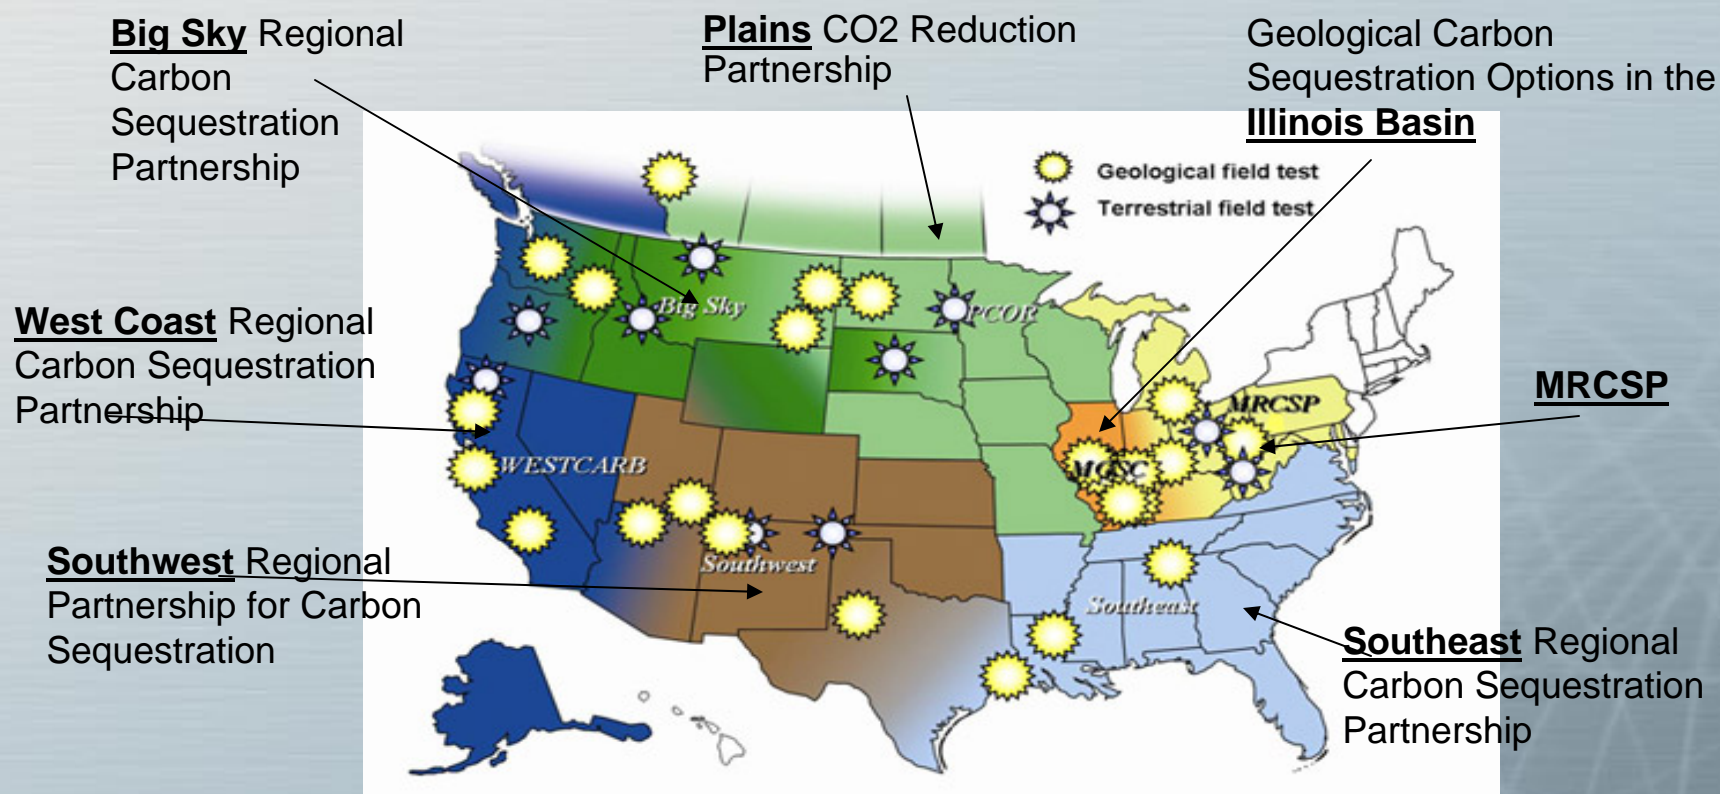 Big Sky Regional
Carbon
Sequestration
Partnership
Plains CO2 Reduction
Partnership
Geological Carbon
Sequestration Options in the
Illinois Basin
Geological field test
Terrestrial field test
West Coast Regional
Carbon Sequestration
Partnership
Big Sky
PCOR
MRCSP
MRCSP
WESTCARB
MGSC
Southwest Regional
Partnership for Carbon
Sequestration
Southwest
Southeast
Southeast Regional
Carbon Sequestration
Partnership